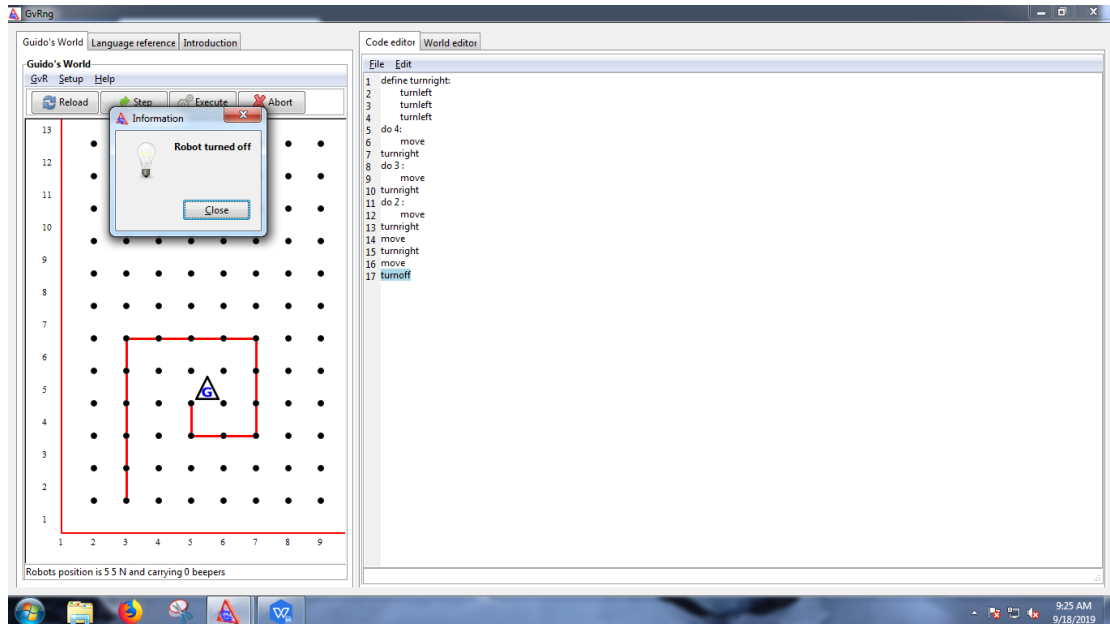 GvRng
Guido's World Language reference Introduction
Guido's World
GvR Setup Help
Reload Step Execute Abort
Information
Robot turned off
Close
13
12
11
10
9
8
7
6
5
4
3
2
1
1 2 3 4 5 6 7 8 9
G
Robots position is 5 5 N and carrying 0 beepers
Code editor World editor
File Edit
1 define turnright:
2 turnleft
3 turnleft
4 turnleft
5 do 4:
6 move
7 turnright
8 do 3 :
9 move
10 turnright
11 do 2 :
12 move
13 turnright
14 move
15 turnright
16 move
17 turnoff
9:25 AM
9/18/2019